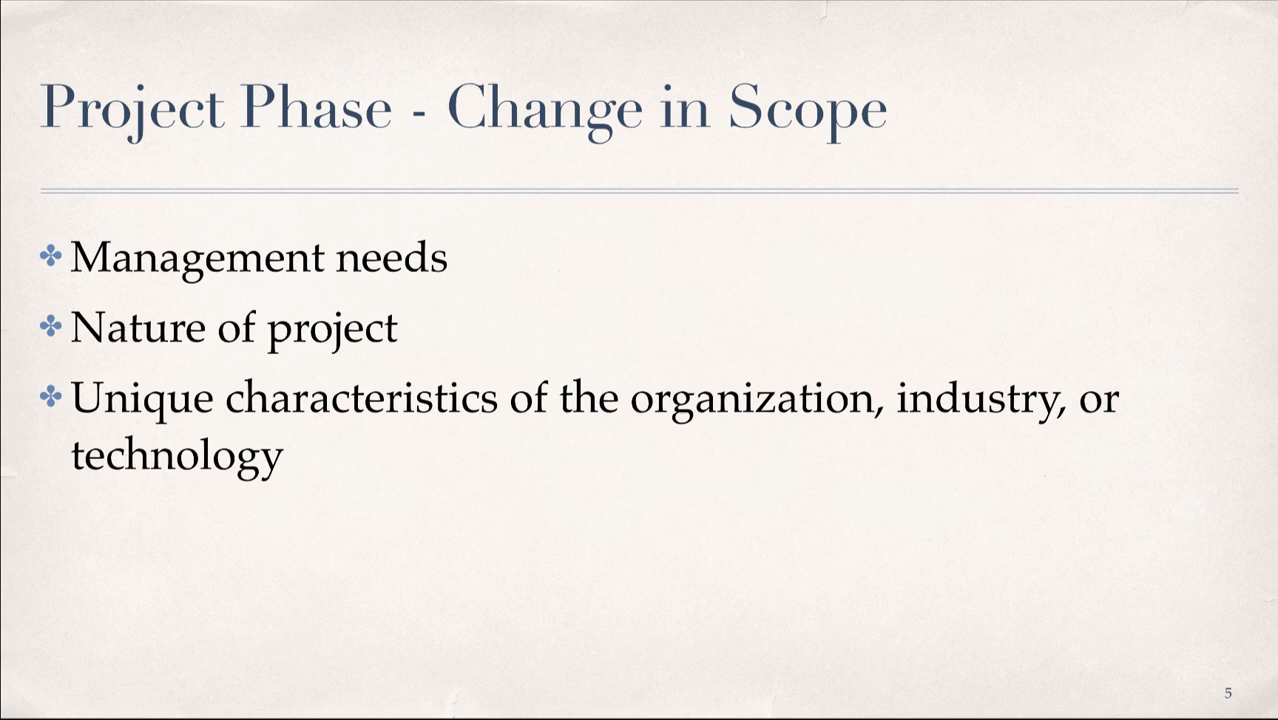 Project Phase - Change in Scope
✤ Management needs
✤ Nature of project
✤ Unique characteristics of the organization, industry, or
technology
5